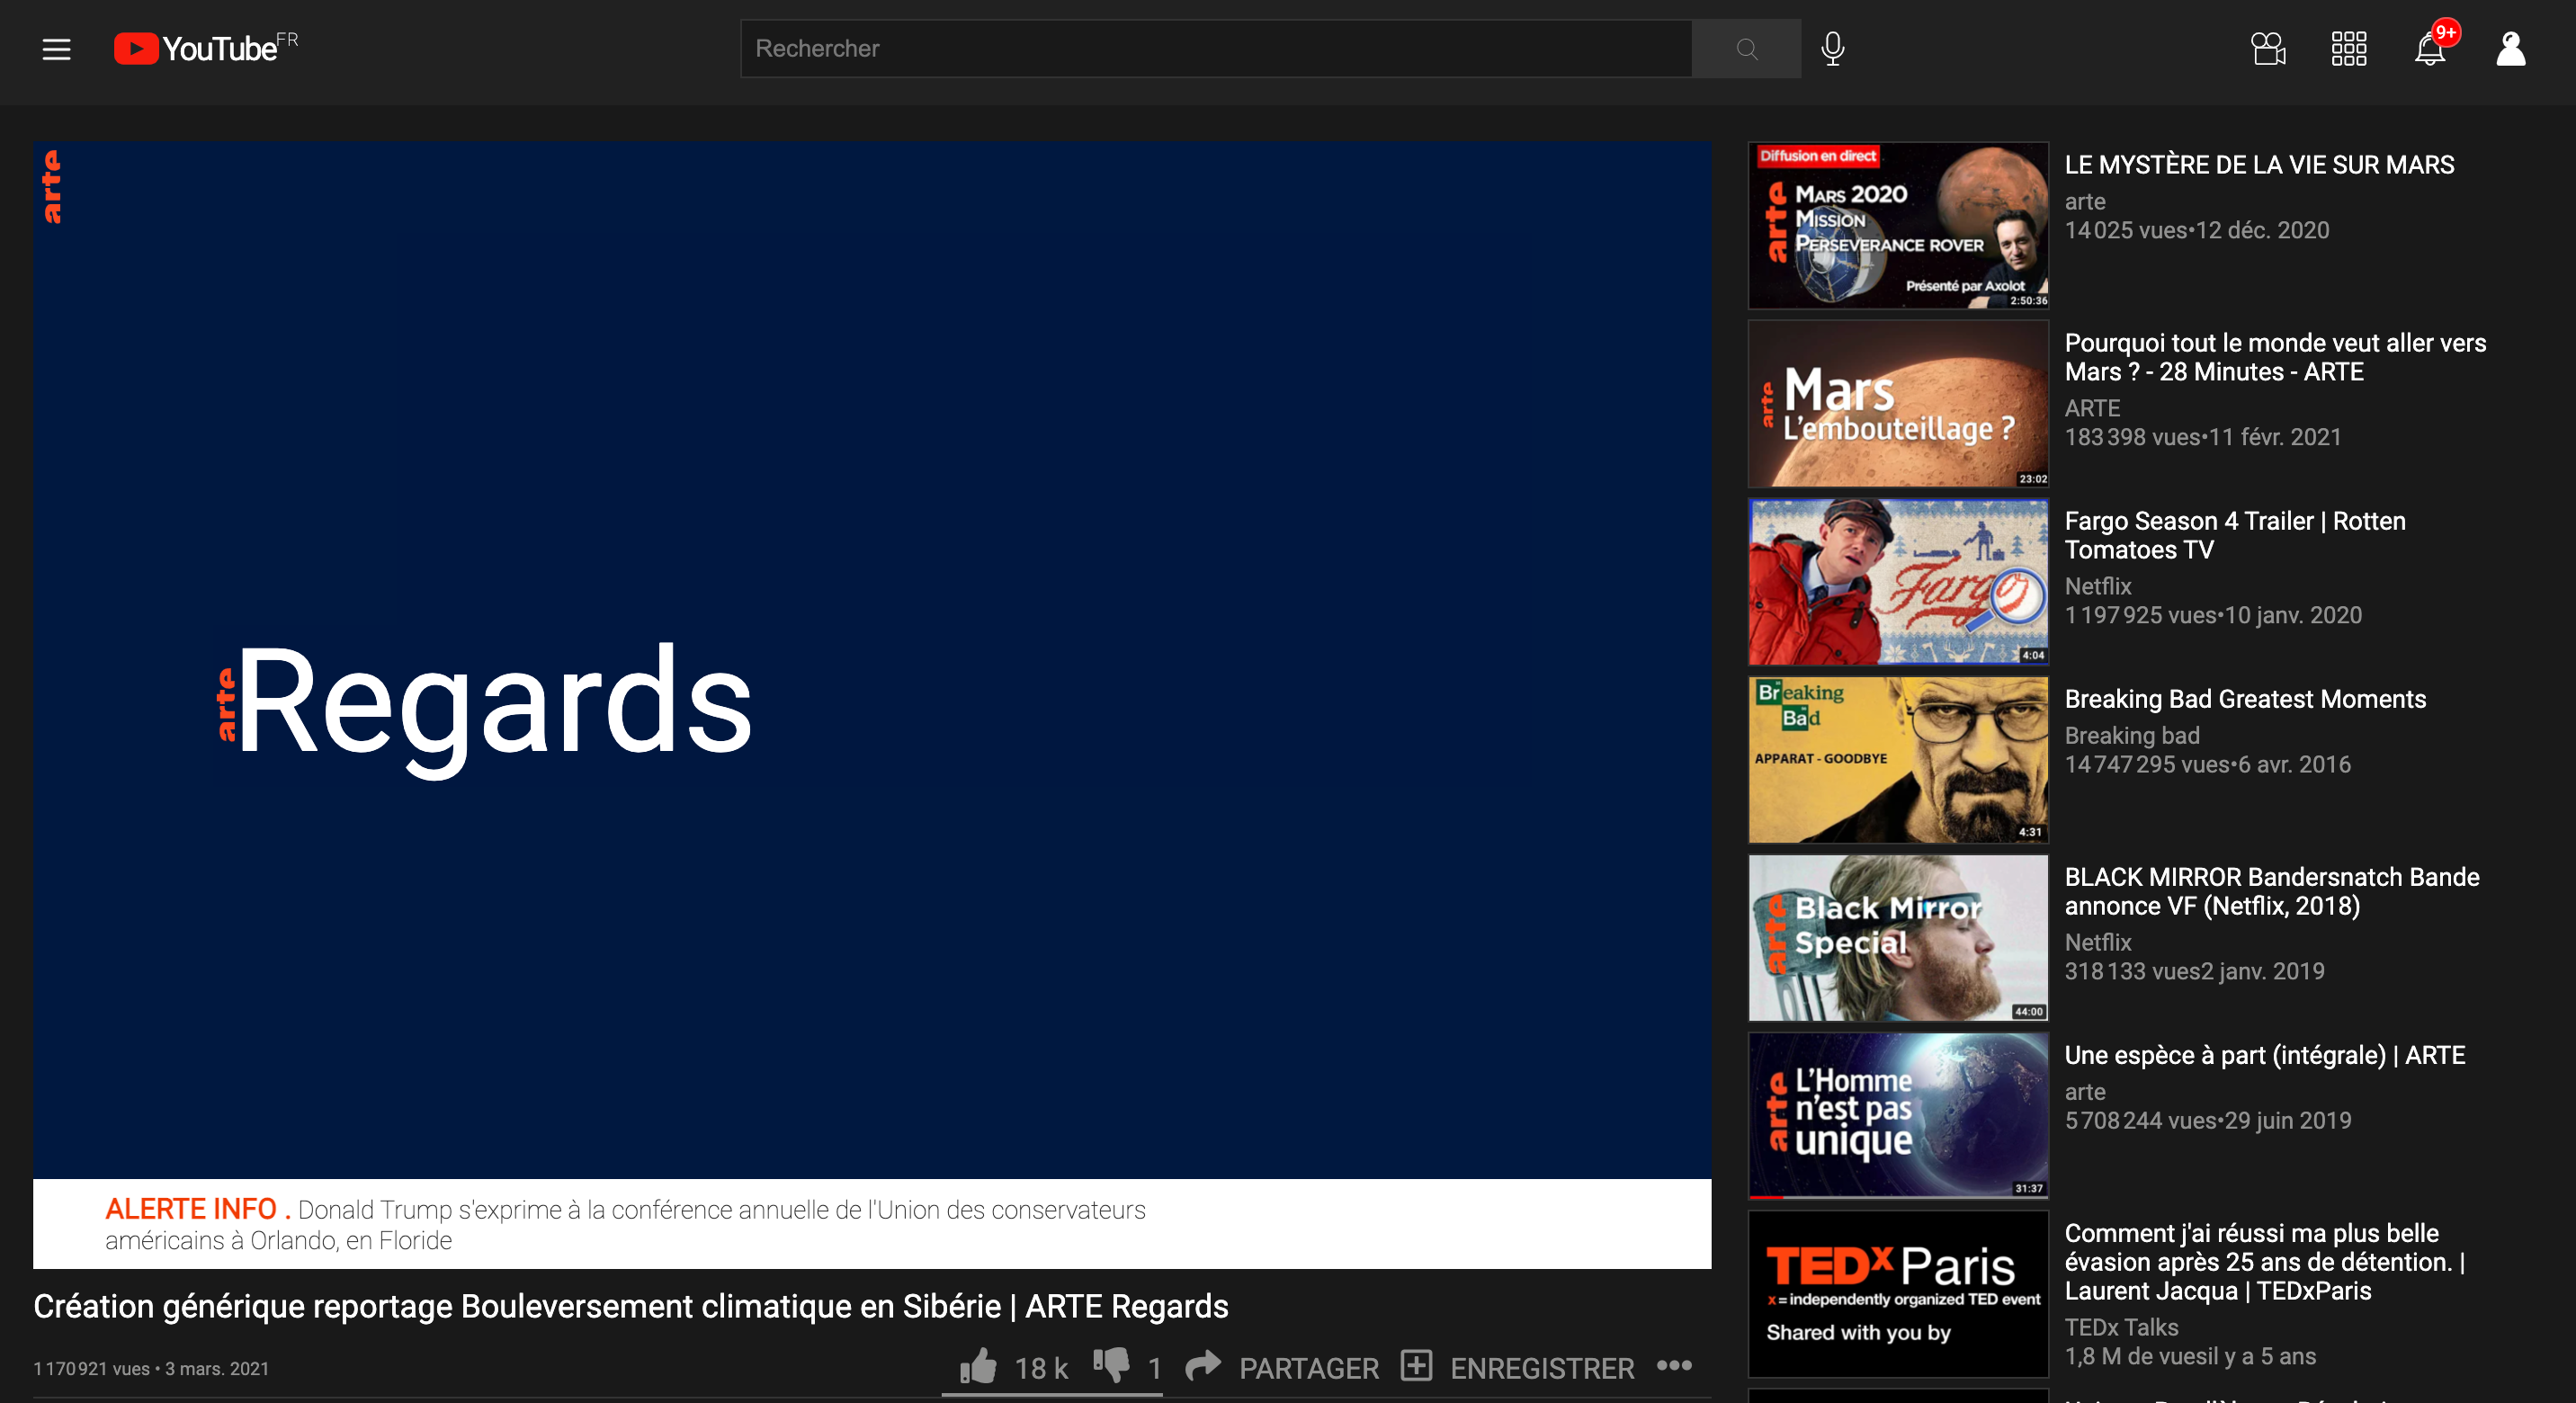 YouTube FR
Rechercher
9+
arte
arte Regards
ALERTE INFO . Donald Trump s'exprime à la conférence annuelle de l'Union des conservateurs
américains à Orlando, en Floride
Création générique reportage Bouleversement climatique en Sibérie | ARTE Regards
1 170 921 vues • 3 mars. 2021
18 k
1
PARTAGER
ENREGISTRER
Diffusion en direct
arte
MARS 2020
MISSION
PERSEVERANCE ROVER
Présenté par Axolot
2:50:36
LE MYSTÈRE DE LA VIE SUR MARS
arte
14 025 vues•12 déc. 2020
arte
Mars
L'embouteillage ?
23:02
Pourquoi tout le monde veut aller vers
Mars ? - 28 Minutes - ARTE
ARTE
183 398 vues•11 févr. 2021
Fargo
4:04
Fargo Season 4 Trailer | Rotten
Tomatoes TV
Netflix
1 197 925 vues•10 janv. 2020
Breaking
Bad
APPARAT - GOODBYE
4:31
Breaking Bad Greatest Moments
Breaking bad
14 747 295 vues•6 avr. 2016
arte
Black Mirror
Special
44:00
BLACK MIRROR Bandersnatch Bande
annonce VF (Netflix, 2018)
Netflix
318 133 vues2 janv. 2019
arte
L'Homme
n'est pas
unique
31:37
Une espèce à part (intégrale) | ARTE
arte
5 708 244 vues•29 juin 2019
TEDx Paris
x = independently organized TED event
Shared with you by
Comment j'ai réussi ma plus belle
évasion après 25 ans de détention. |
Laurent Jacqua | TEDxParis
TEDx Talks
1,8 M de vuesil y a 5 ans